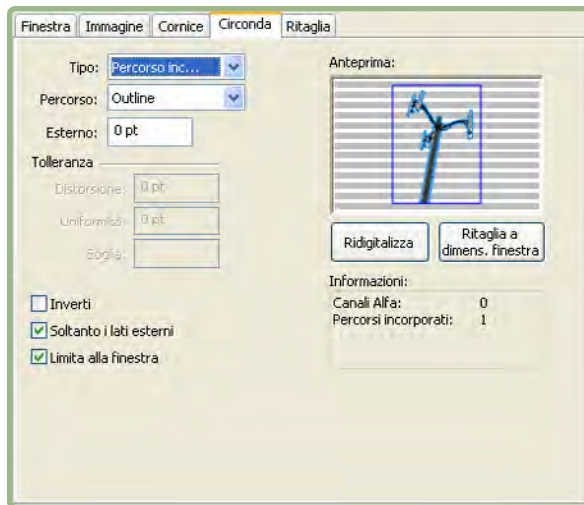 Finestra Immagine Cornice Circonda Ritaglia
Tipo: Percorso inc...
Percorso: Outline
Esterno: 0 pt
Tolleranza
Distorsione: 0 pt
Uniformità: 0 pt
Soglia:
Inverti
Soltanto i lati esterni
Limita alla finestra
Anteprima:
Ridigitalizza
Ritaglia a
dimens. finestra
Informazioni:
Canali Alfa: 0
Percorsi incorporati: 1